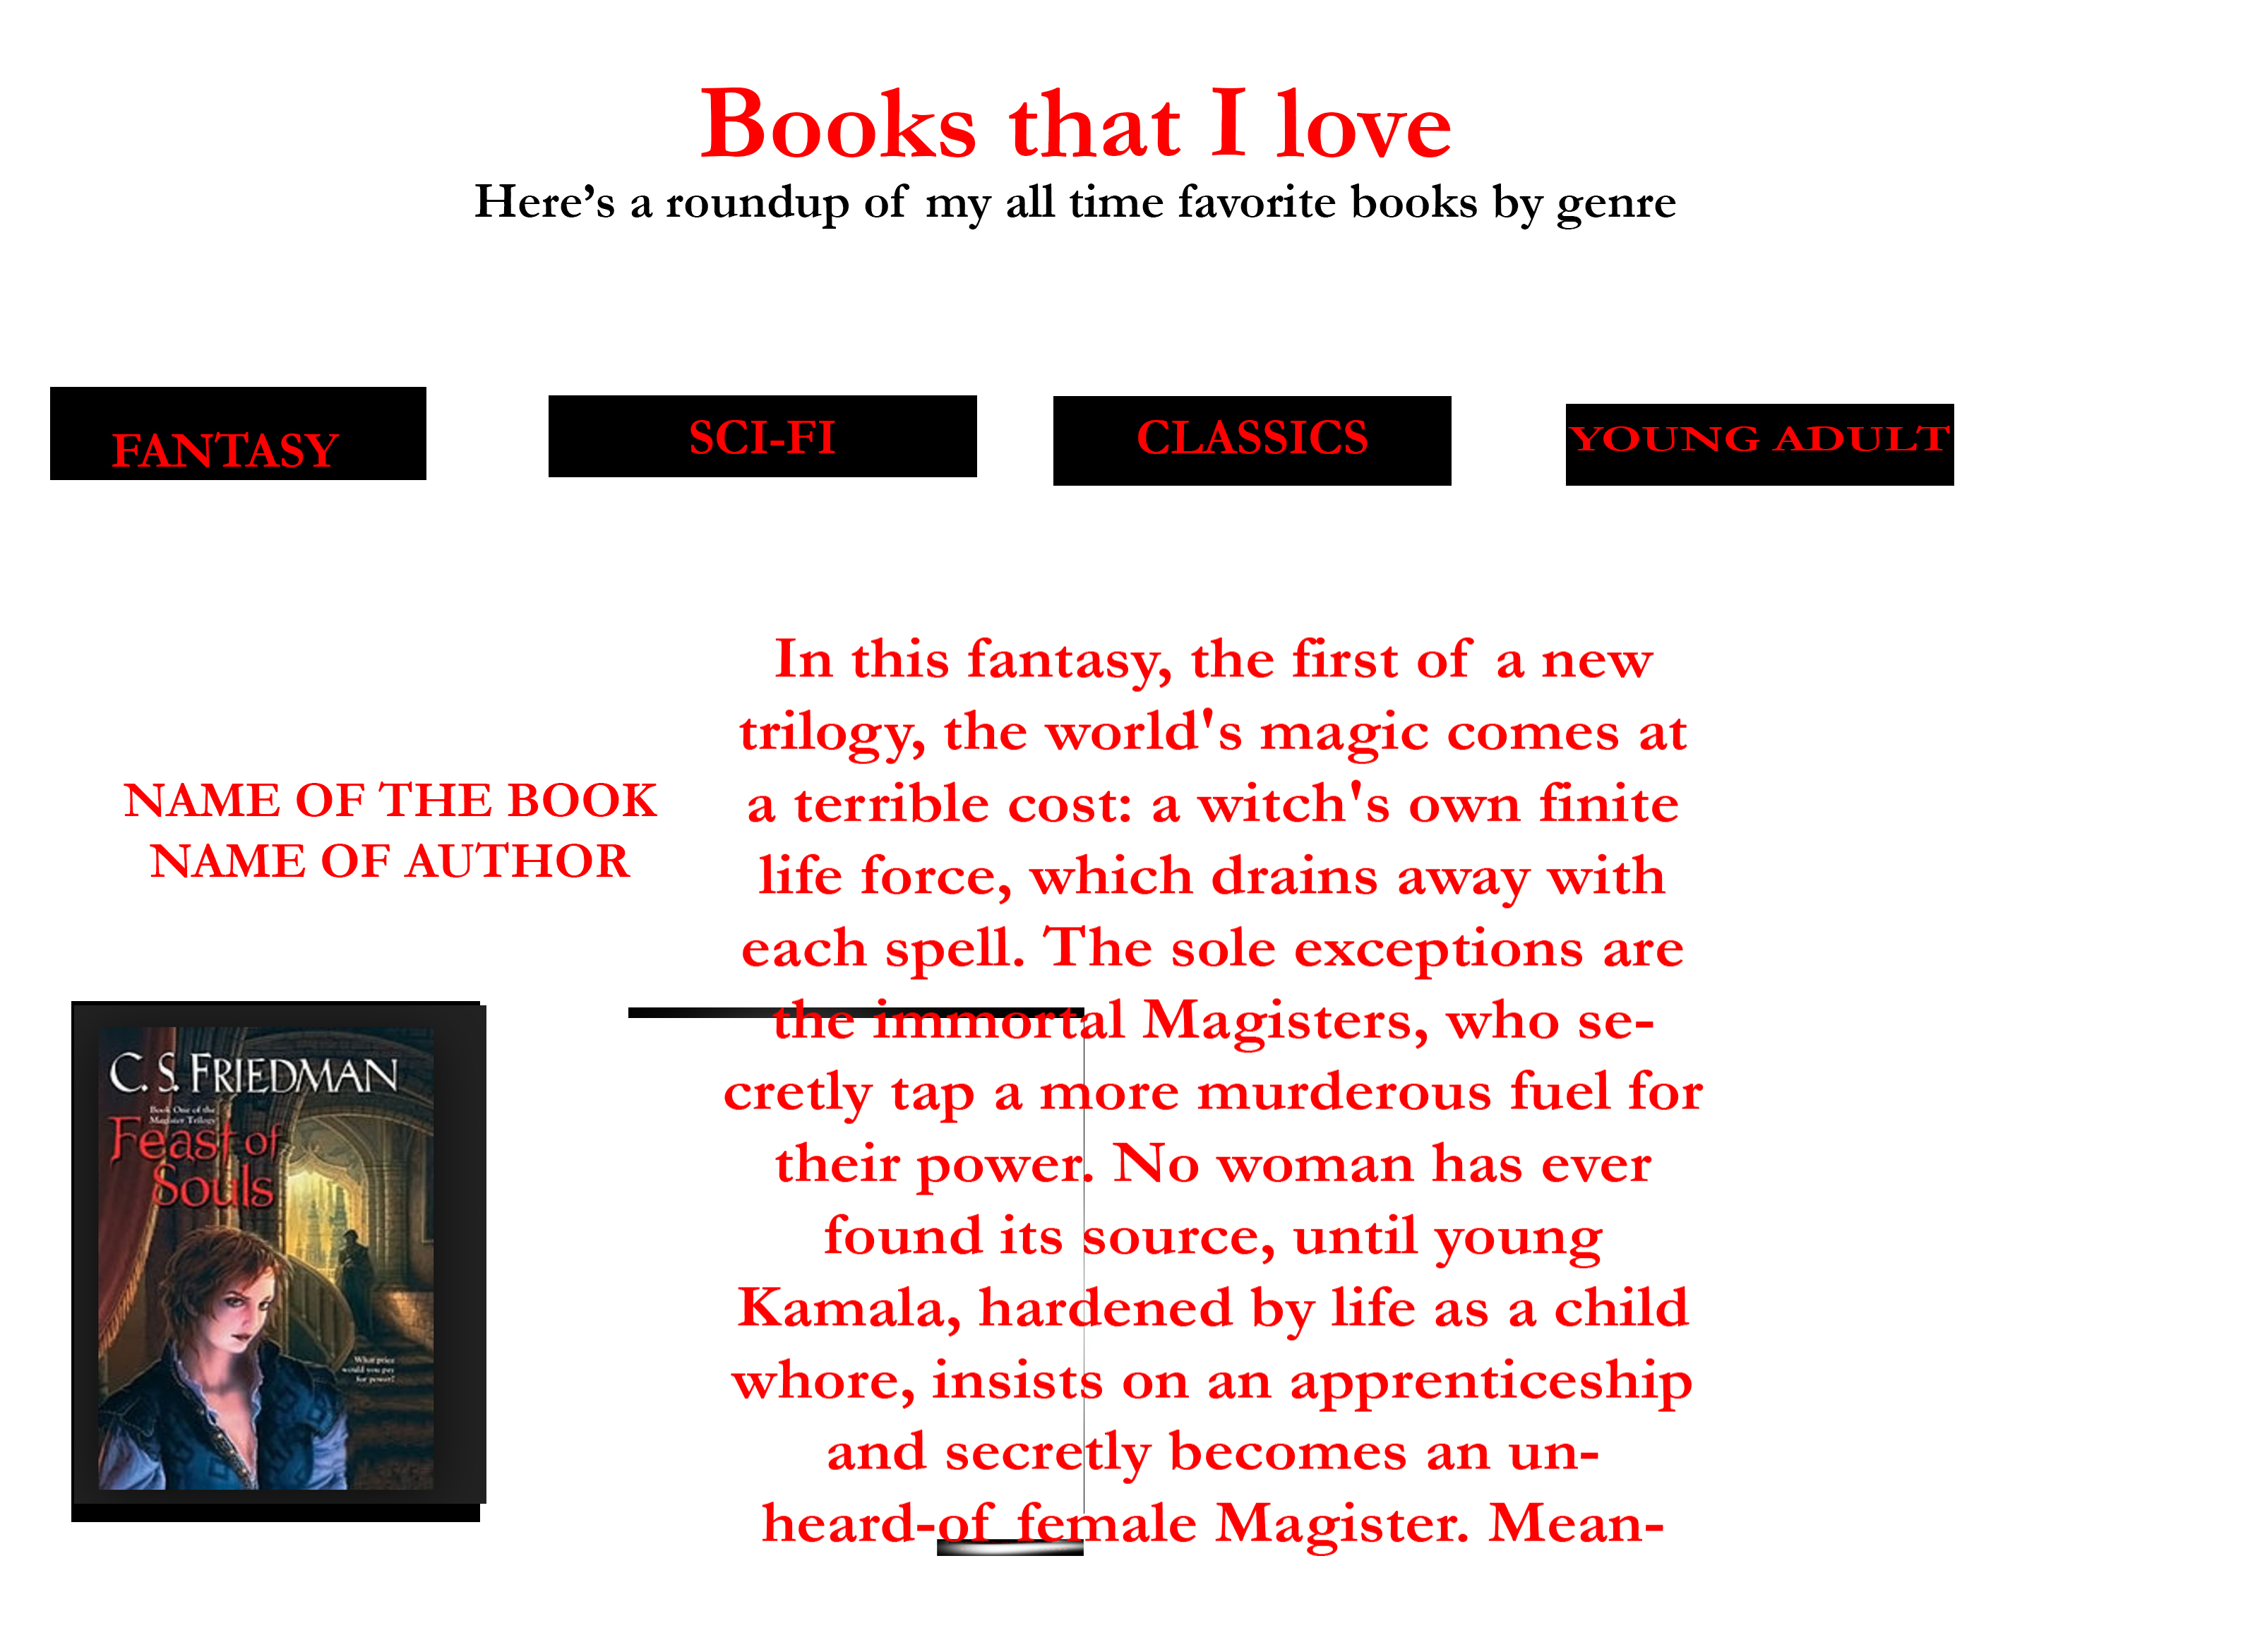 Books that I love
Here’s a roundup of my all time favorite books by genre
FANTASY
SCI-FI
CLASSICS
YOUNG ADULT
NAME OF THE BOOK
NAME OF AUTHOR
In this fantasy, the first of a new
trilogy, the world's magic comes at
a terrible cost: a witch's own finite
life force, which drains away with
each spell. The sole exceptions are
the immortal Magisters, who se-
cretly tap a more murderous fuel for
their power. No woman has ever
found its source, until young
Kamala, hardened by life as a child
whore, insists on an apprenticeship
and secretly becomes an un-
heard-of female Magister. Mean-
C. S. FRIEDMAN
Book One of the
Magister Trilogy
Feast of
Souls
What price
would you pay
for power?